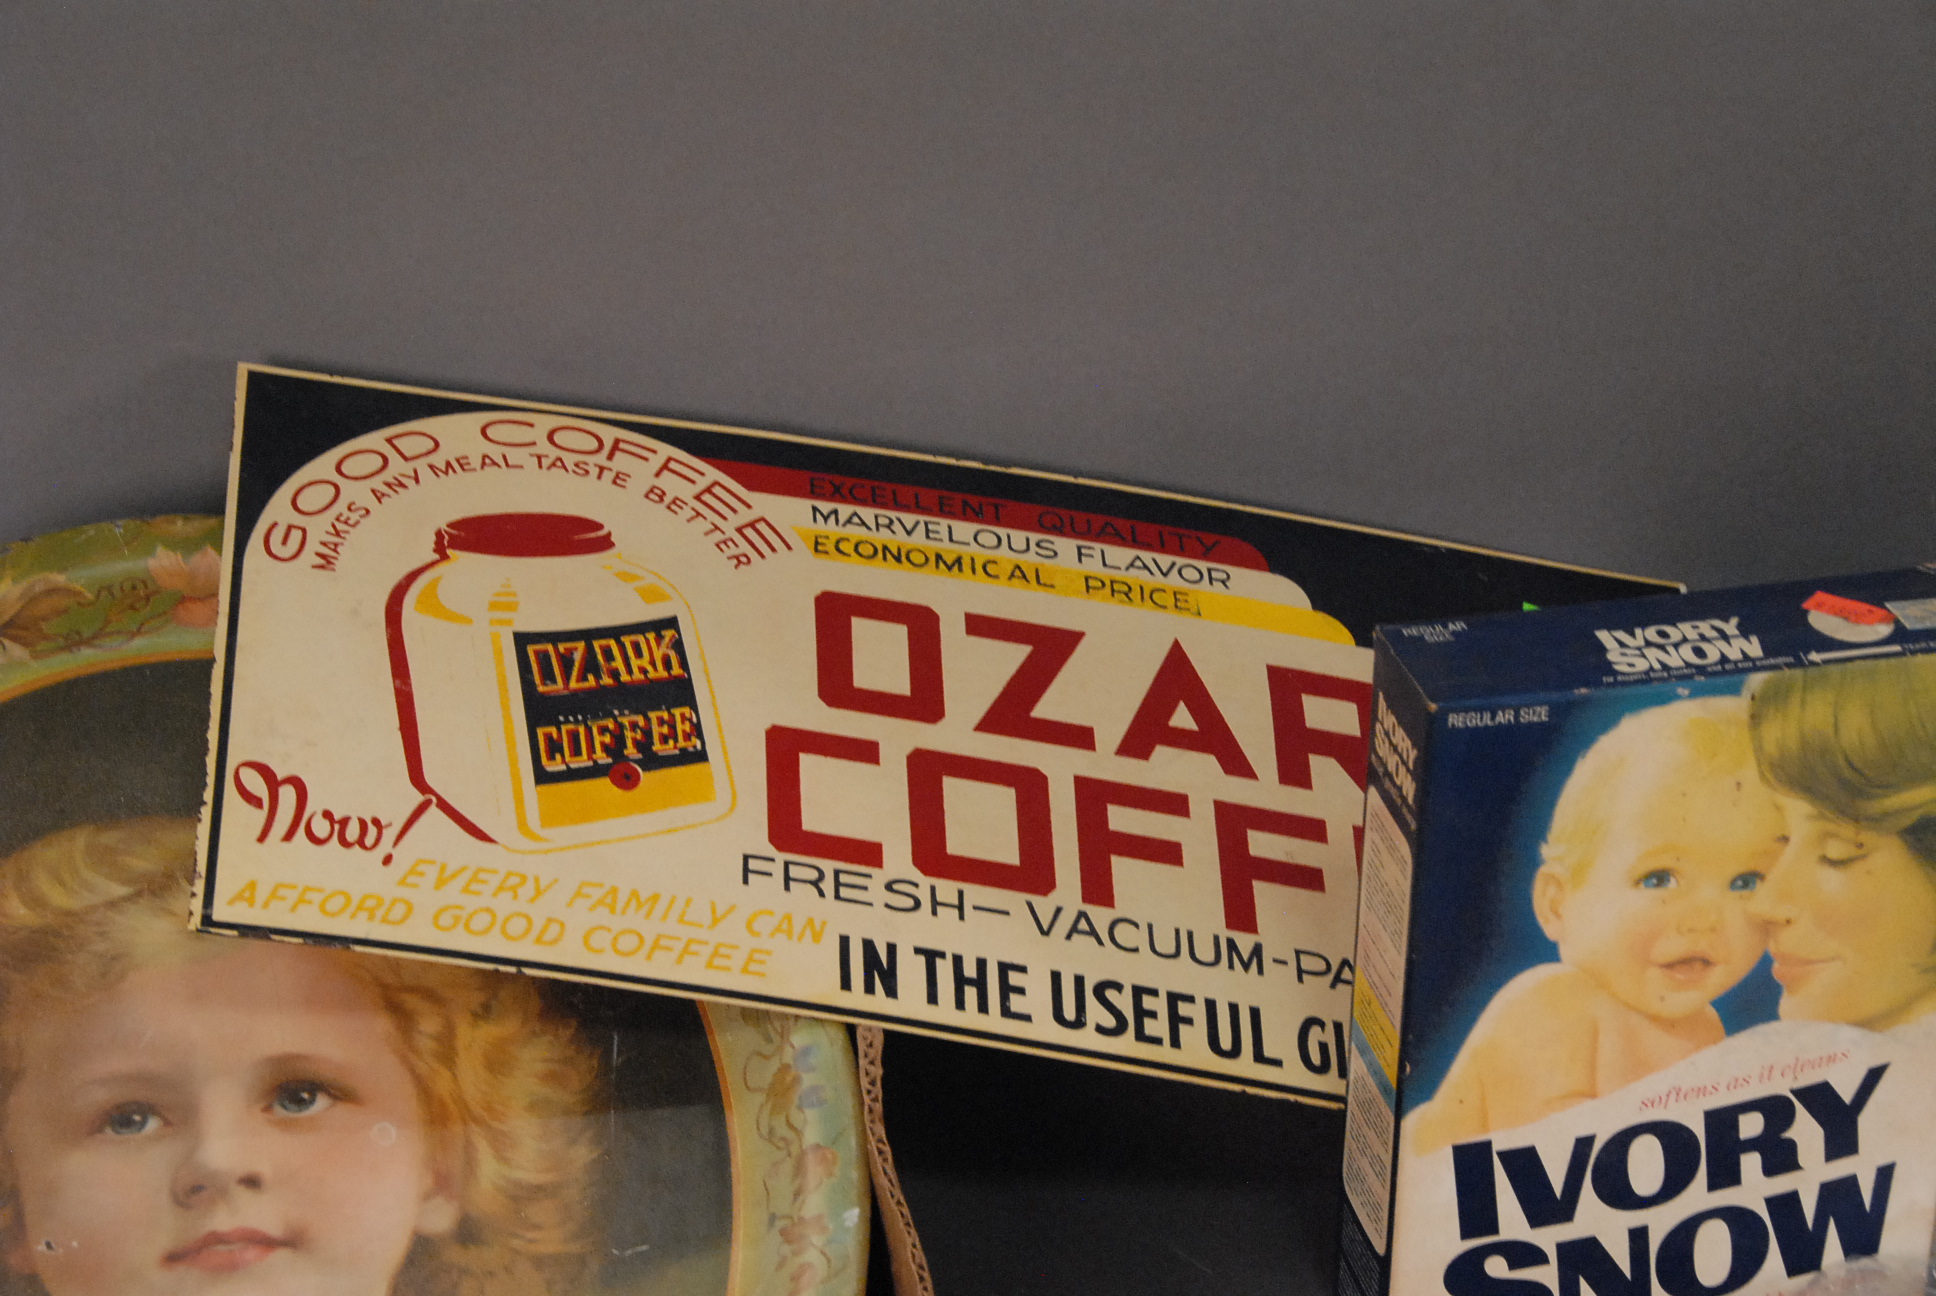 GOOD COFFEE
MAKES ANY MEAL TASTE BETTER
EXCELLENT QUALITY
MARVELOUS FLAVOR
ECONOMICAL PRICE
OZARK
COFFEE
OZAR
COFF
Now!
EVERY FAMILY CAN
AFFORD GOOD COFFEE
FRESH-VACUUM-PA
IN THE USEFUL GL
REGULAR
SIZE
IVORY
SNOW
IVORY
SNOW
REGULAR SIZE
softens as it cleans
IVORY
SNOW